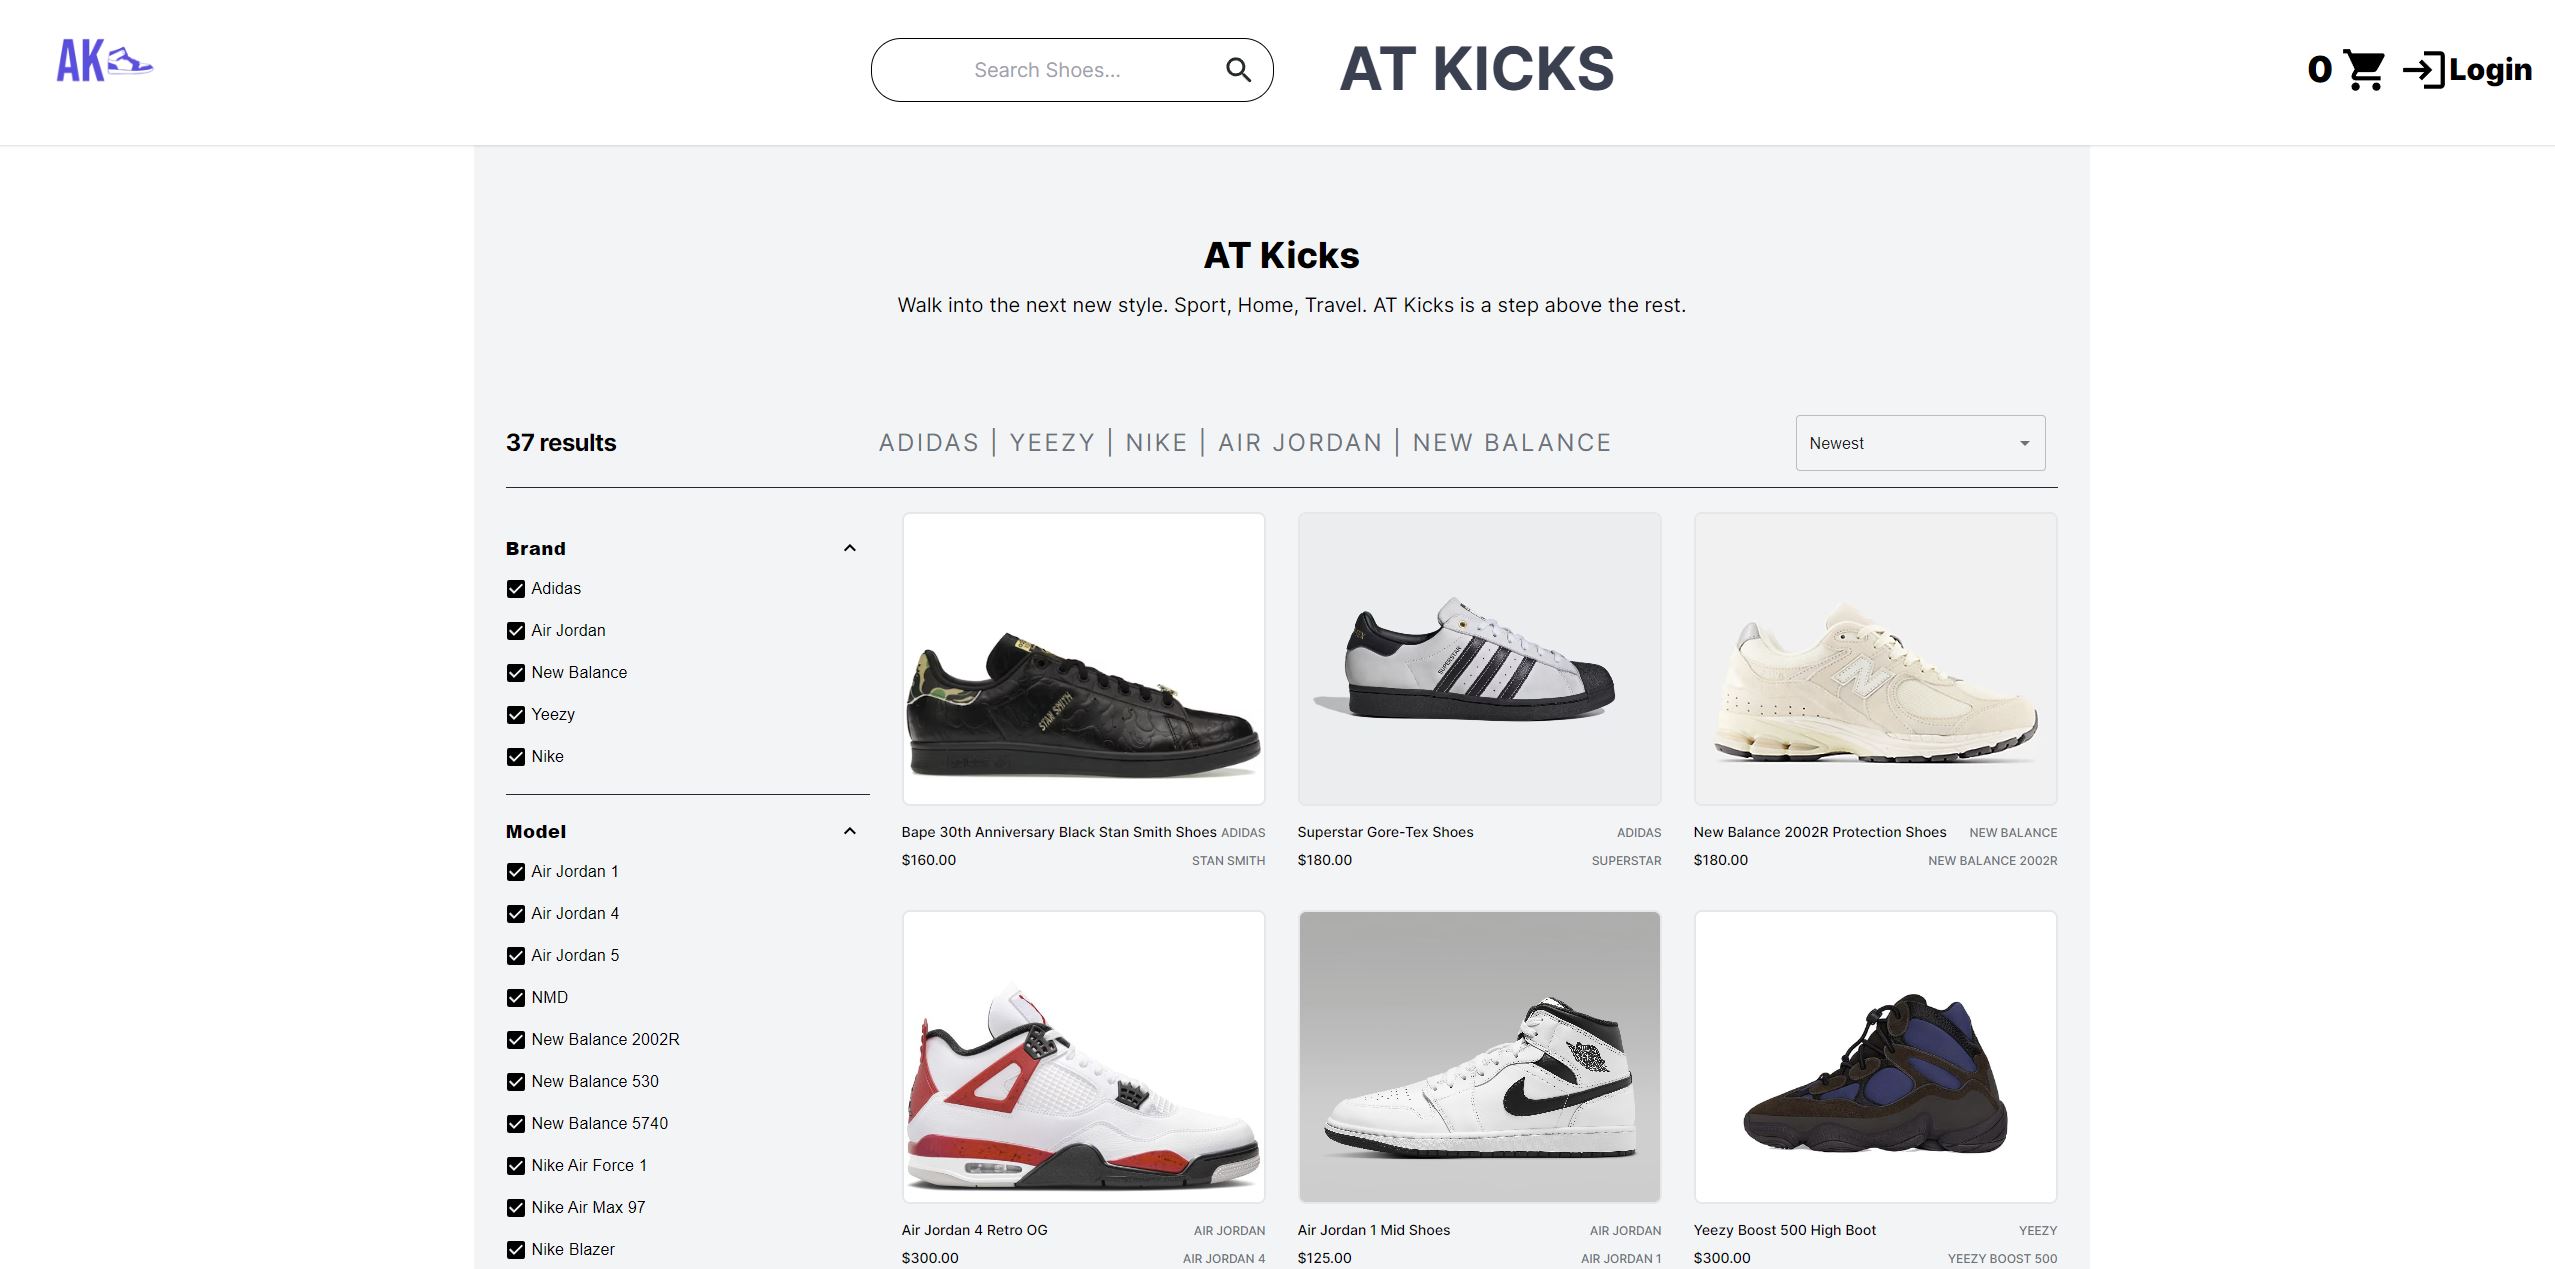 AK
Search Shoes...
AT KICKS
0
Login
AT Kicks
Walk into the next new style. Sport, Home, Travel. AT Kicks is a step above the rest.
37 results
ADIDAS | YEEZY | NIKE | AIR JORDAN | NEW BALANCE
Newest
Brand
Adidas
Air Jordan
New Balance
Yeezy
Nike
Model
Air Jordan 1
Air Jordan 4
Air Jordan 5
NMD
New Balance 2002R
New Balance 530
New Balance 5740
Nike Air Force 1
Nike Air Max 97
Nike Blazer
STAN SMITH
Bape 30th Anniversary Black Stan Smith Shoes ADIDAS
$160.00 STAN SMITH
SUPERSTAR
Superstar Gore-Tex Shoes ADIDAS
$180.00 SUPERSTAR
N
New Balance 2002R Protection Shoes NEW BALANCE
$180.00 NEW BALANCE 2002R
Air Jordan 4 Retro OG AIR JORDAN
$300.00 AIR JORDAN 4
Air Jordan 1 Mid Shoes AIR JORDAN
$125.00 AIR JORDAN 1
Yeezy Boost 500 High Boot YEEZY
$300.00 YEEZY BOOST 500